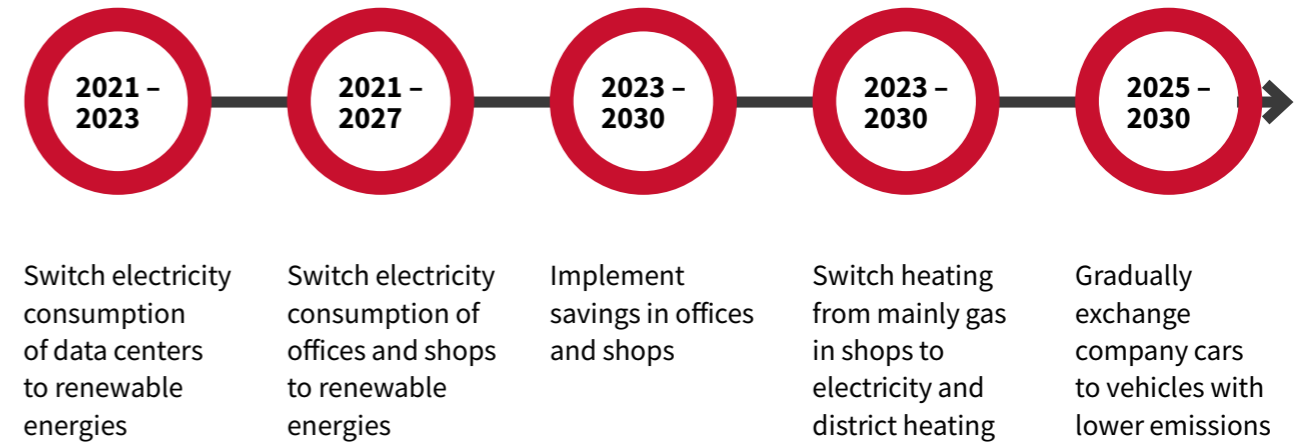 2021 –
2023
2021 –
2027
2023 –
2030
2023 –
2030
2025 –
2030
Switch electricity
consumption
of data centers
to renewable
energies
Switch electricity
consumption of
offices and shops
to renewable
energies
Implement
savings in offices
and shops
Switch heating
from mainly gas
in shops to
electricity and
district heating
Gradually
exchange
company cars
to vehicles with
lower emissions